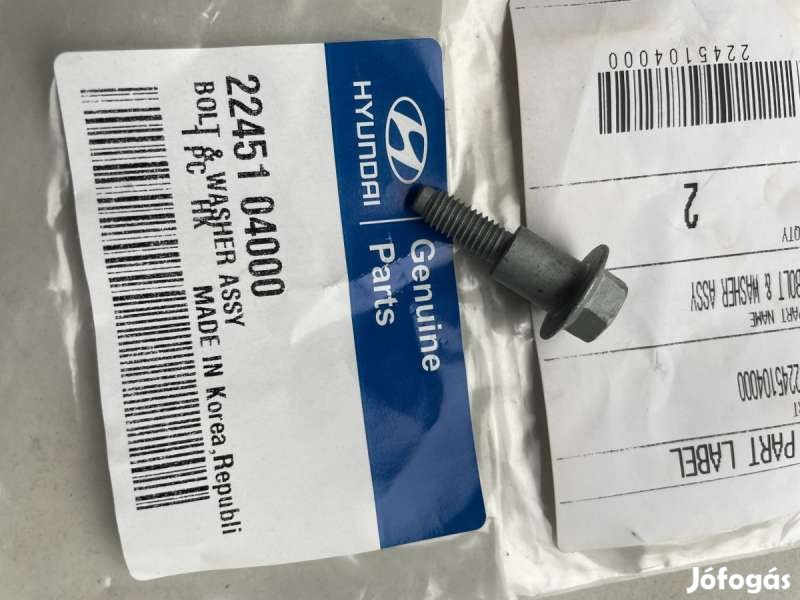 HYUNDAI
Genuine
Parts
22451 04000
BOLT & WASHER ASSY
1 PC HX
MADE IN Korea,Republi
PART LABEL
2245104000
PART NAME
BOLT & WASHER ASSY
QTY
2
2245104000
Jófogás